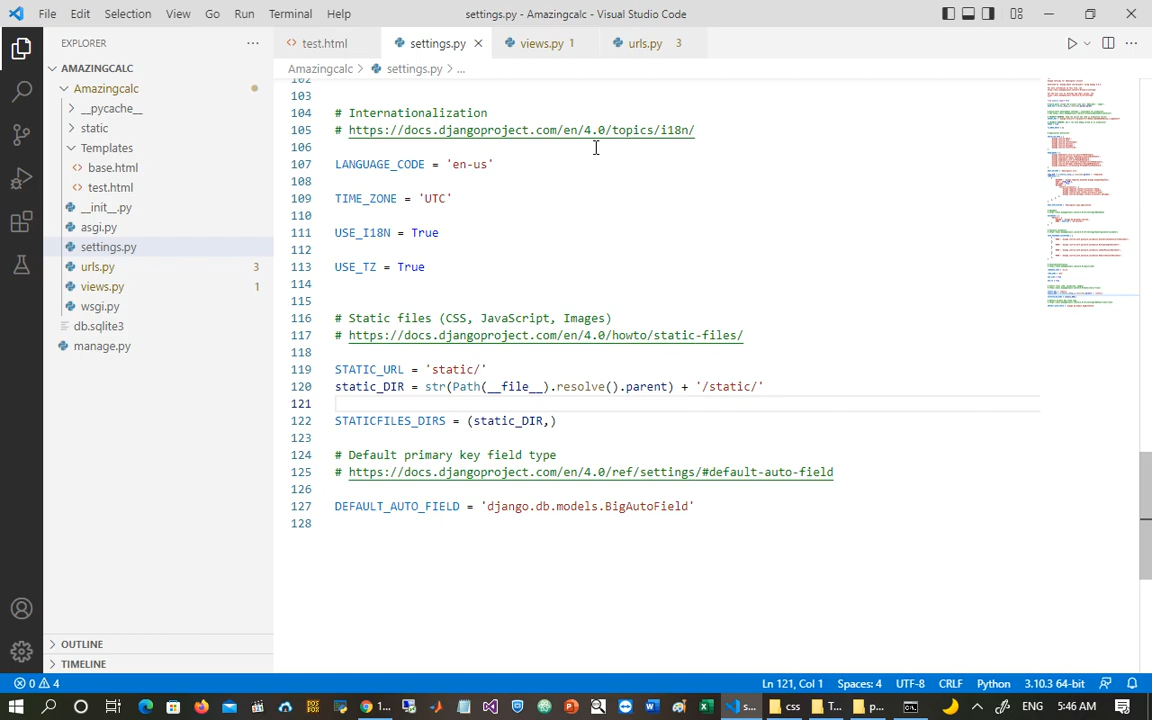 File Edit Selection View Go Run Terminal Help
settings.py - Amazingcalc - Visual Studio Code
EXPLORER
AMAZINGCALC
Amazingcalc
__pycache__
static
Templates
base.html
test.html
__init__.py
asgi.py
settings.py
urls.py 3
views.py 1
wsgi.py
db.sqlite3
manage.py
OUTLINE
TIMELINE
test.html settings.py views.py 1 urls.py 3
Amazingcalc > settings.py > ...
102
103
104 # Internationalization
105 # https://docs.djangoproject.com/en/4.0/topics/i18n/
106
107 LANGUAGE_CODE = 'en-us'
108
109 TIME_ZONE = 'UTC'
110
111 USE_I18N = True
112
113 USE_TZ = True
114
115
116 # Static files (CSS, JavaScript, Images)
117 # https://docs.djangoproject.com/en/4.0/howto/static-files/
118
119 STATIC_URL = 'static/'
120 static_DIR = str(Path(__file__).resolve().parent) + '/static/'
121
122 STATICFILES_DIRS = (static_DIR,)
123
124 # Default primary key field type
125 # https://docs.djangoproject.com/en/4.0/ref/settings/#default-auto-field
126
127 DEFAULT_AUTO_FIELD = 'django.db.models.BigAutoField'
128
0 4 Ln 121, Col 1 Spaces: 4 UTF-8 CRLF Python 3.10.3 64-bit
1... s... css T... p... ENG 5:46 AM